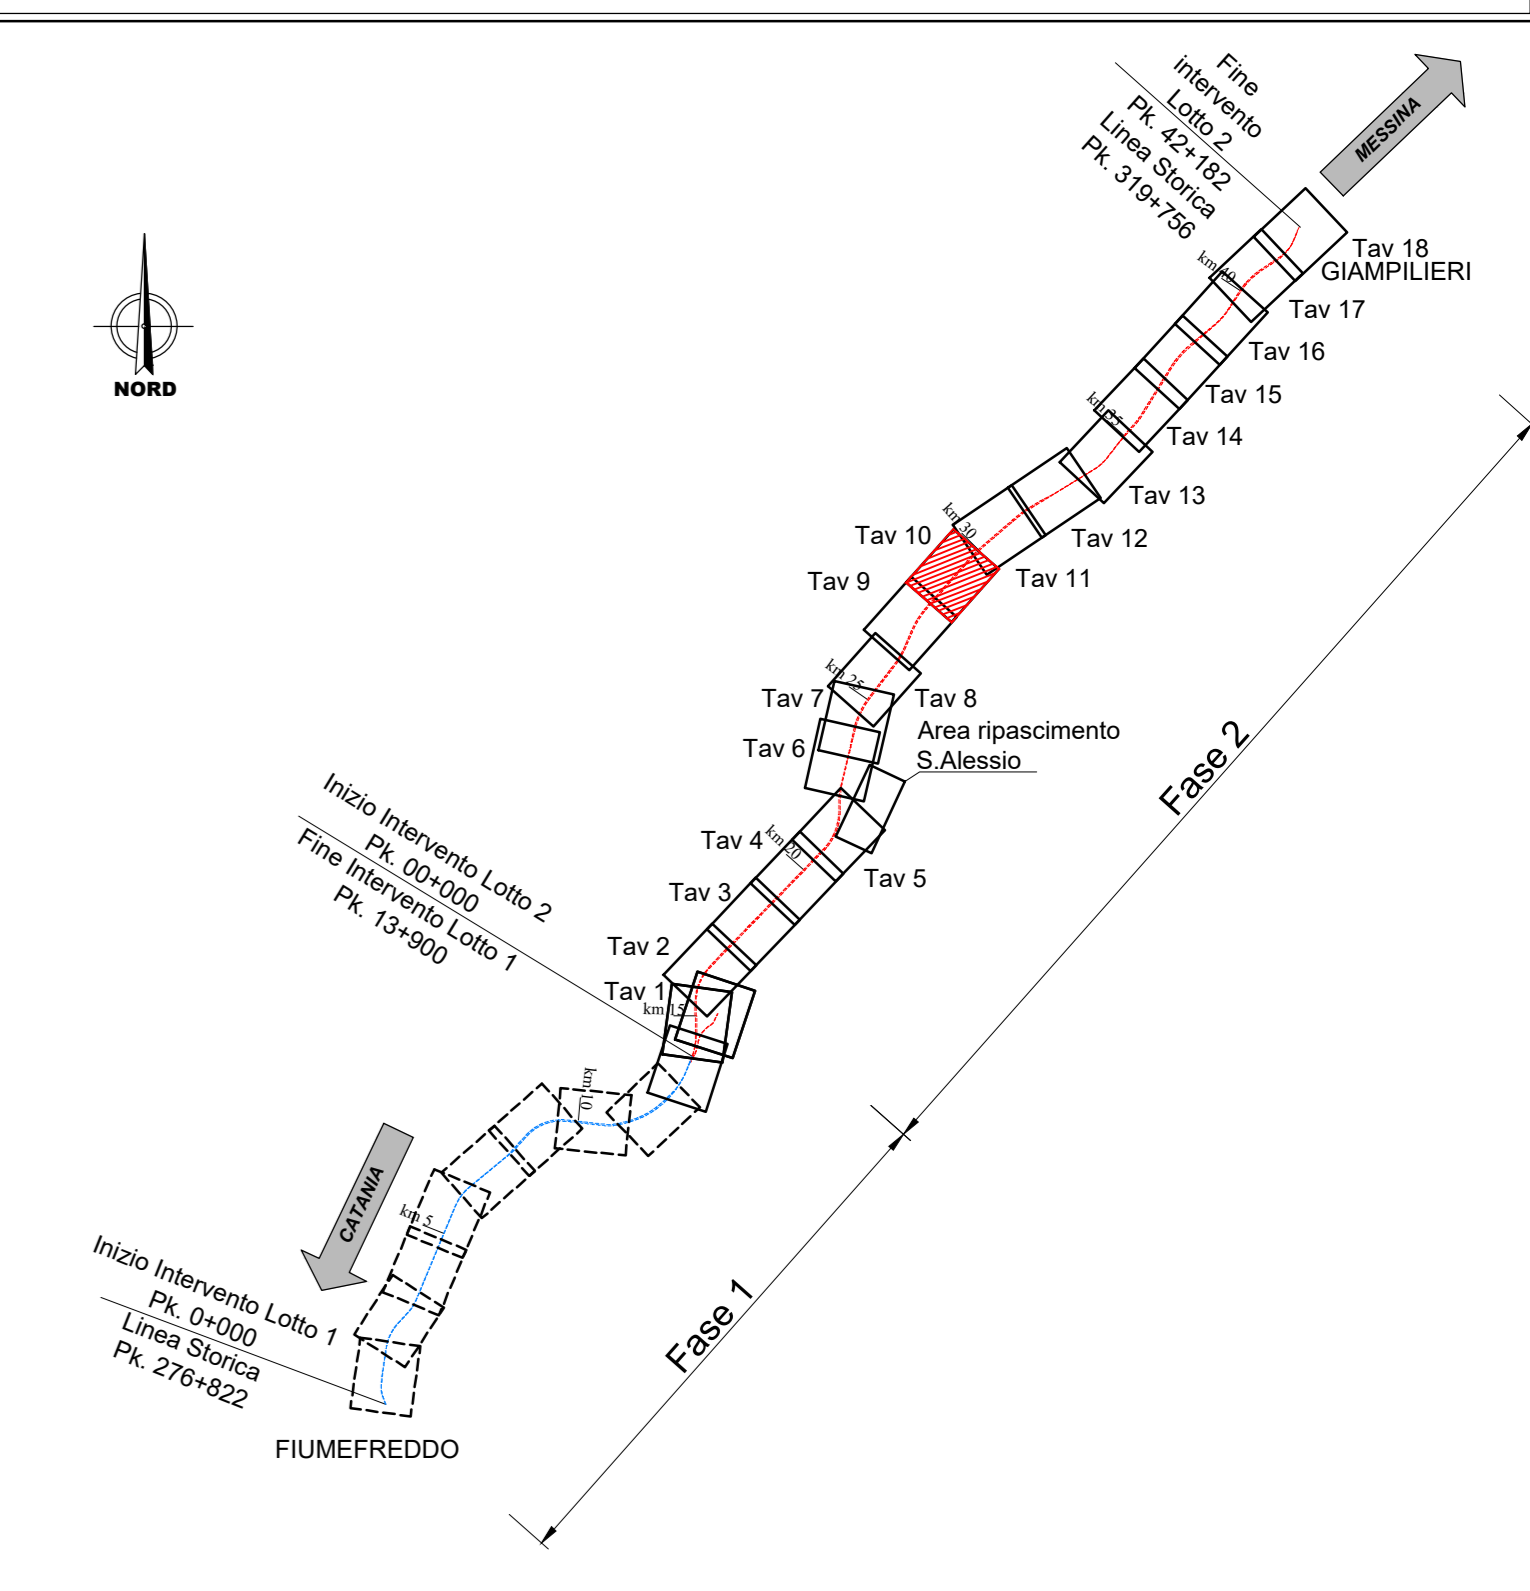 Fine
intervento
Lotto 2
Pk. 42+182
Linea Storica
Pk. 319+756
MESSINA
NORD
Tav 18
GIAMPILIERI
km 40
Tav 17
Tav 16
Tav 15
km 35
Tav 14
Tav 13
Tav 12
km 30
Tav 10
Tav 11
Tav 9
km 25
Tav 7
Tav 8
Area ripascimento
S.Alessio
Tav 6
Fase 2
Tav 4
km 20
Tav 5
Tav 3
Tav 2
Tav 1
km 15
Inizio Intervento Lotto 2
Pk. 00+000
Fine Intervento Lotto 1
Pk. 13+900
km 10
CATANIA
km 5
Inizio Intervento Lotto 1
Pk. 0+000
Linea Storica
Pk. 276+822
Fase 1
FIUMEFREDDO